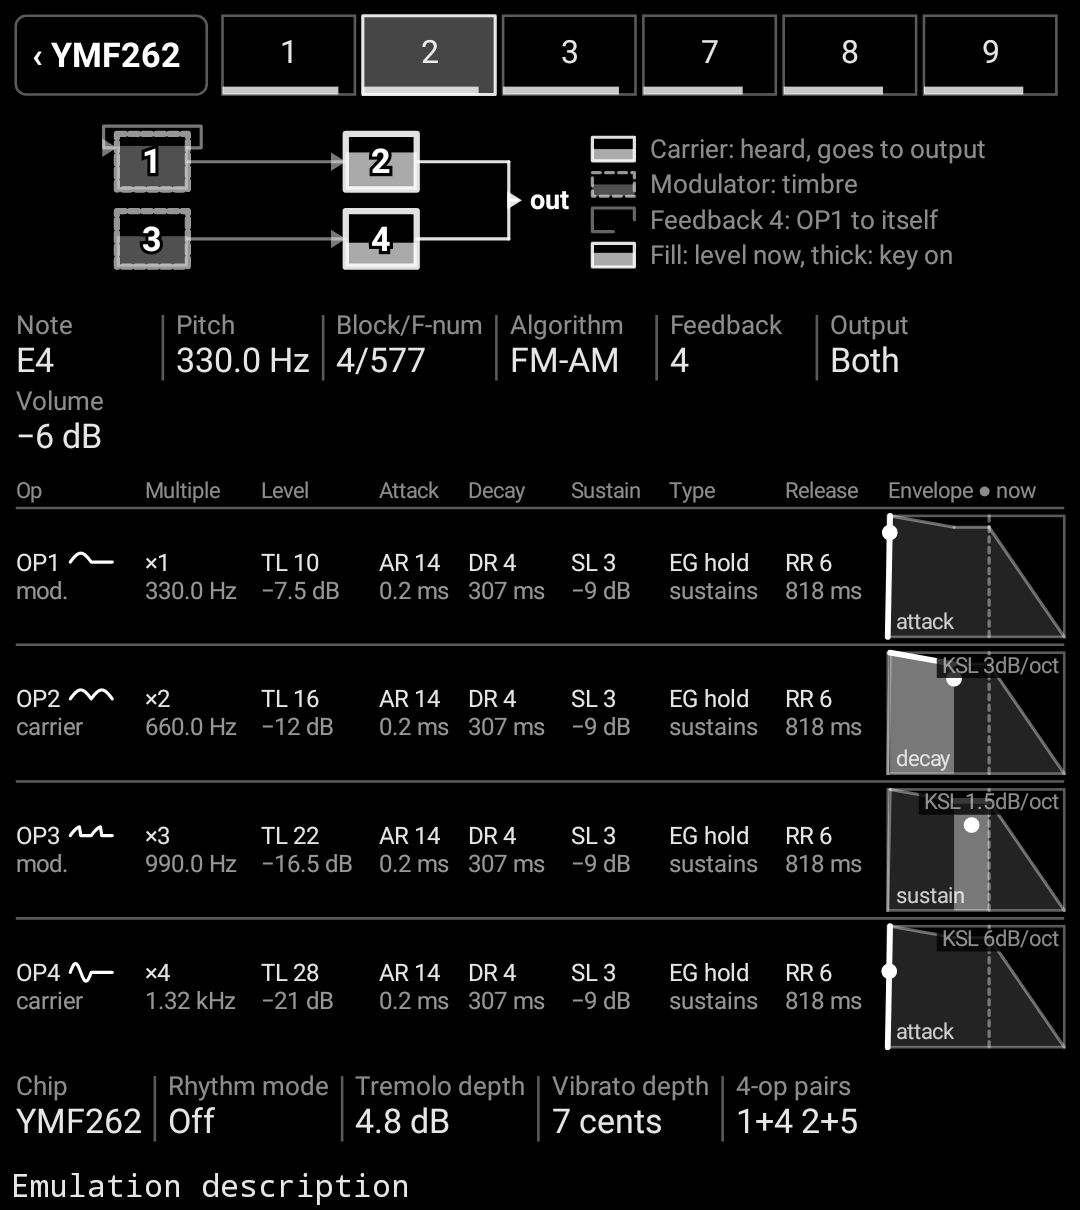 ‹ YMF262 1 2 3 7 8 9
1 2 out
3 4
Carrier: heard, goes to output
Modulator: timbre
Feedback 4: OP1 to itself
Fill: level now, thick: key on
Note Pitch Block/F-num Algorithm Feedback Output
E4 330.0 Hz 4/577 FM-AM 4 Both
Volume
−6 dB
Op Multiple Level Attack Decay Sustain Type Release Envelope ● now
OP1 ×1 TL 10 AR 14 DR 4 SL 3 EG hold RR 6
mod. 330.0 Hz −7.5 dB 0.2 ms 307 ms −9 dB sustains 818 ms
attack
KSL 3dB/oct
OP2 ×2 TL 16 AR 14 DR 4 SL 3 EG hold RR 6
carrier 660.0 Hz −12 dB 0.2 ms 307 ms −9 dB sustains 818 ms
decay
KSL 1.5dB/oct
OP3 ×3 TL 22 AR 14 DR 4 SL 3 EG hold RR 6
mod. 990.0 Hz −16.5 dB 0.2 ms 307 ms −9 dB sustains 818 ms
sustain
KSL 6dB/oct
OP4 ×4 TL 28 AR 14 DR 4 SL 3 EG hold RR 6
carrier 1.32 kHz −21 dB 0.2 ms 307 ms −9 dB sustains 818 ms
attack
Chip Rhythm mode Tremolo depth Vibrato depth 4-op pairs
YMF262 Off 4.8 dB 7 cents 1+4 2+5
Emulation description